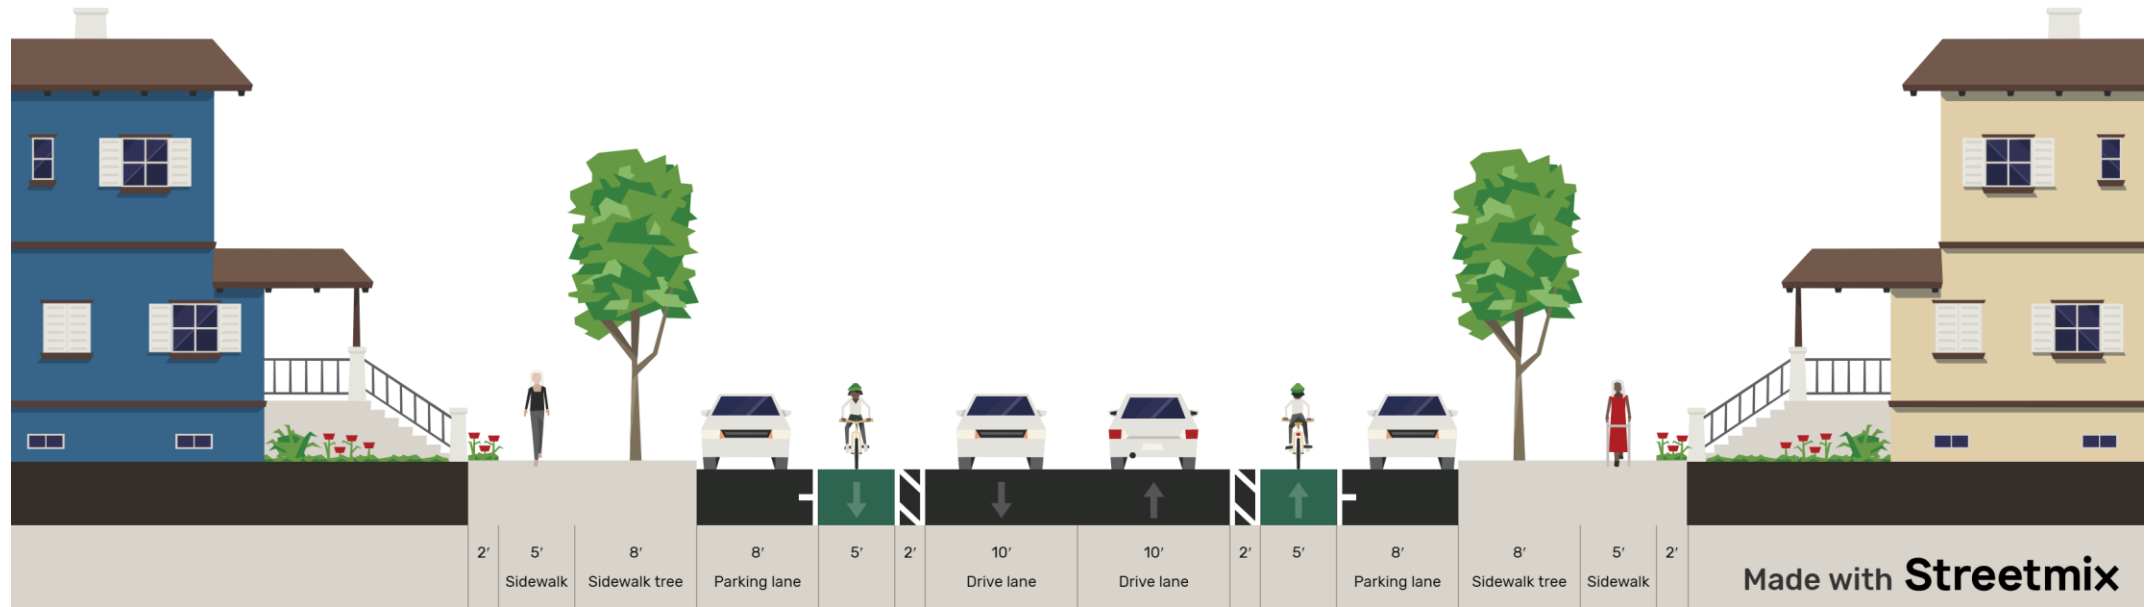 2′ 5′ 8′ 8′ 5′ 2′ 10′ 10′ 2′ 5′ 8′ 8′ 5′ 2′
Sidewalk Sidewalk tree Parking lane Drive lane Drive lane Parking lane Sidewalk tree Sidewalk
Made with Streetmix